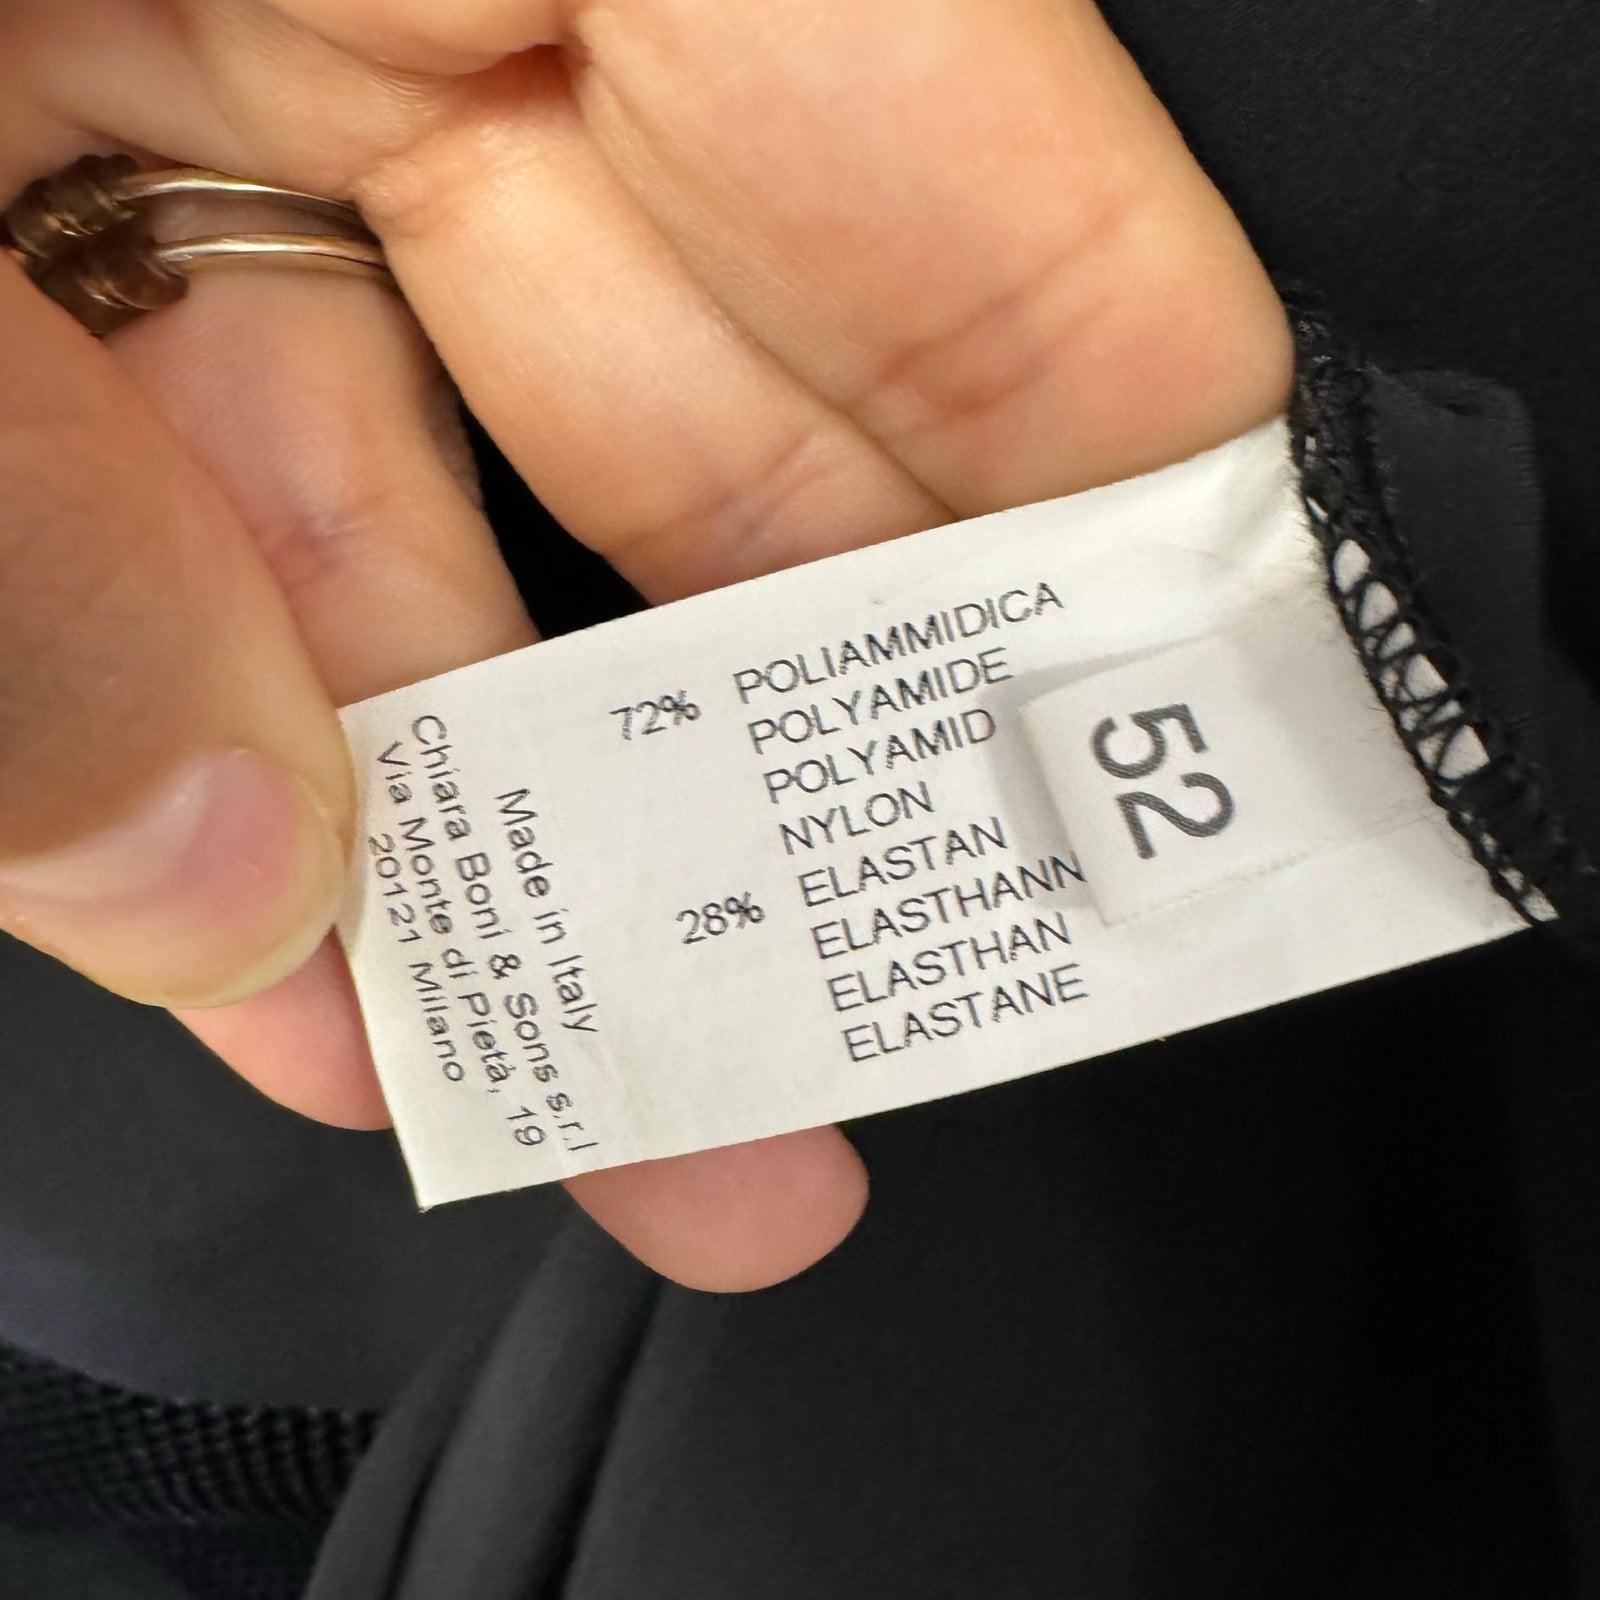 72% POLIAMMIDICA
POLYAMIDE
POLYAMID
NYLON
28% ELASTAN
ELASTHANN
ELASTHAN
ELASTANE
52
Made in Italy
Chiara Boni & Sons s.r.l
Via Monte di Pietà, 19
20121 Milano